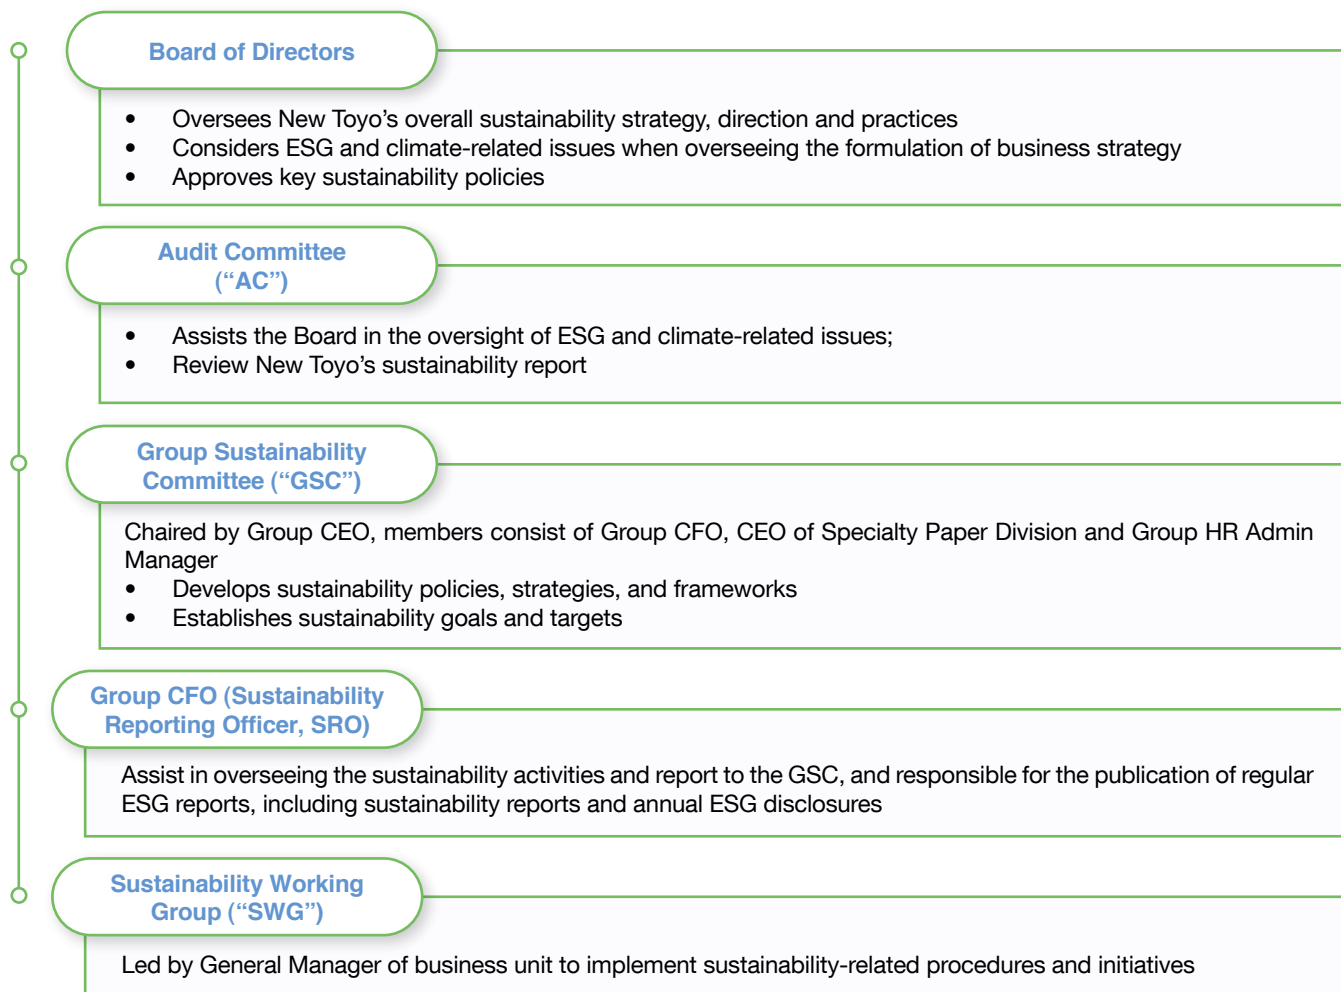 Board of Directors
• Oversees New Toyo’s overall sustainability strategy, direction and practices
• Considers ESG and climate-related issues when overseeing the formulation of business strategy
• Approves key sustainability policies
Audit Committee
(“AC”)
• Assists the Board in the oversight of ESG and climate-related issues;
• Review New Toyo’s sustainability report
Group Sustainability
Committee (“GSC”)
Chaired by Group CEO, members consist of Group CFO, CEO of Specialty Paper Division and Group HR Admin
Manager
• Develops sustainability policies, strategies, and frameworks
• Establishes sustainability goals and targets
Group CFO (Sustainability
Reporting Officer, SRO)
Assist in overseeing the sustainability activities and report to the GSC, and responsible for the publication of regular
ESG reports, including sustainability reports and annual ESG disclosures
Sustainability Working
Group (“SWG”)
Led by General Manager of business unit to implement sustainability-related procedures and initiatives